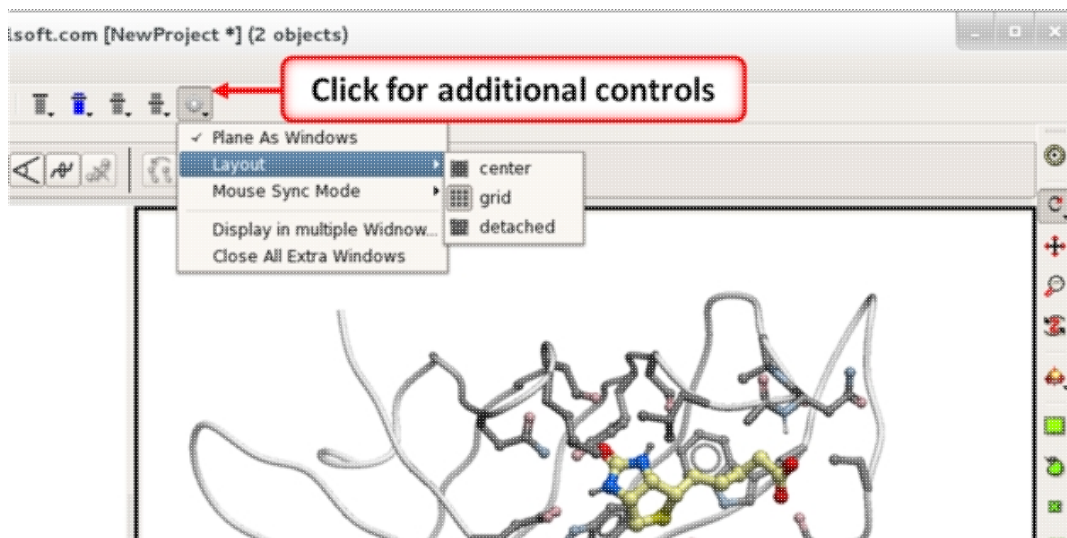 lsoft.com [NewProject *] (2 objects)
Click for additional controls
✓ Plane As Windows
Layout
Mouse Sync Mode
Display in multiple Widnow...
Close All Extra Windows
center
grid
detached